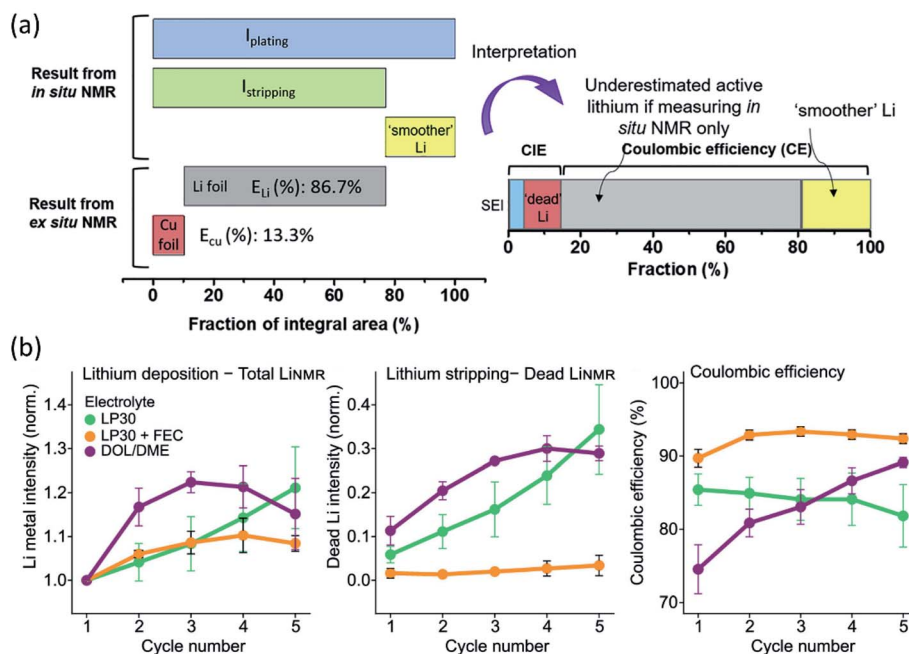 (a)
Result from
in situ NMR
Iplating
Istripping
'smoother'
Li
Result from
ex situ NMR
Li foil ELi (%): 86.7%
Cu
foil
Ecu (%): 13.3%
0 20 40 60 80 100
Fraction of integral area (%)
Interpretation
Underestimated active
lithium if measuring in
situ NMR only
'smoother' Li
CIE
Coulombic efficiency (CE)
SEI
'dead'
Li
0 20 40 60 80 100
Fraction (%)
(b)
Lithium deposition – Total LiNMR
Electrolyte
LP30
LP30 + FEC
DOL/DME
Li metal intensity (norm.)
1.4
1.3
1.2
1.1
1.0
1 2 3 4 5
Cycle number
Lithium stripping– Dead LiNMR
Dead Li intensity (norm.)
0.4
0.3
0.2
0.1
0.0
1 2 3 4 5
Cycle number
Coulombic efficiency
Coulombic efficiency (%)
100
90
80
70
1 2 3 4 5
Cycle number